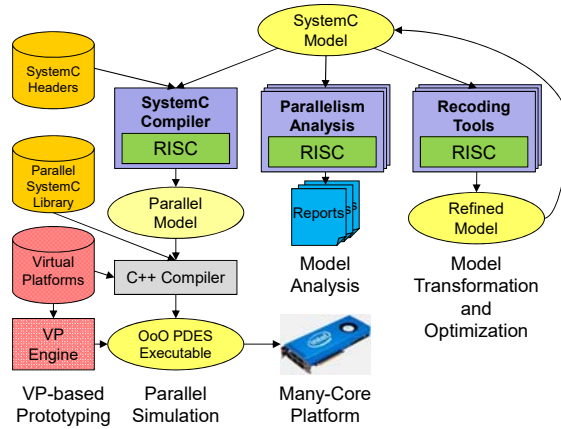 SystemC
Model
SystemC
Headers
SystemC
Compiler
RISC
Parallelism
Analysis
RISC
Recoding
Tools
RISC
Parallel
SystemC
Library
Parallel
Model
Reports
Refined
Model
Virtual
Platforms
C++ Compiler
Model
Analysis
Model
Transformation
and
Optimization
VP
Engine
OoO PDES
Executable
intel
VP-based
Prototyping
Parallel
Simulation
Many-Core
Platform